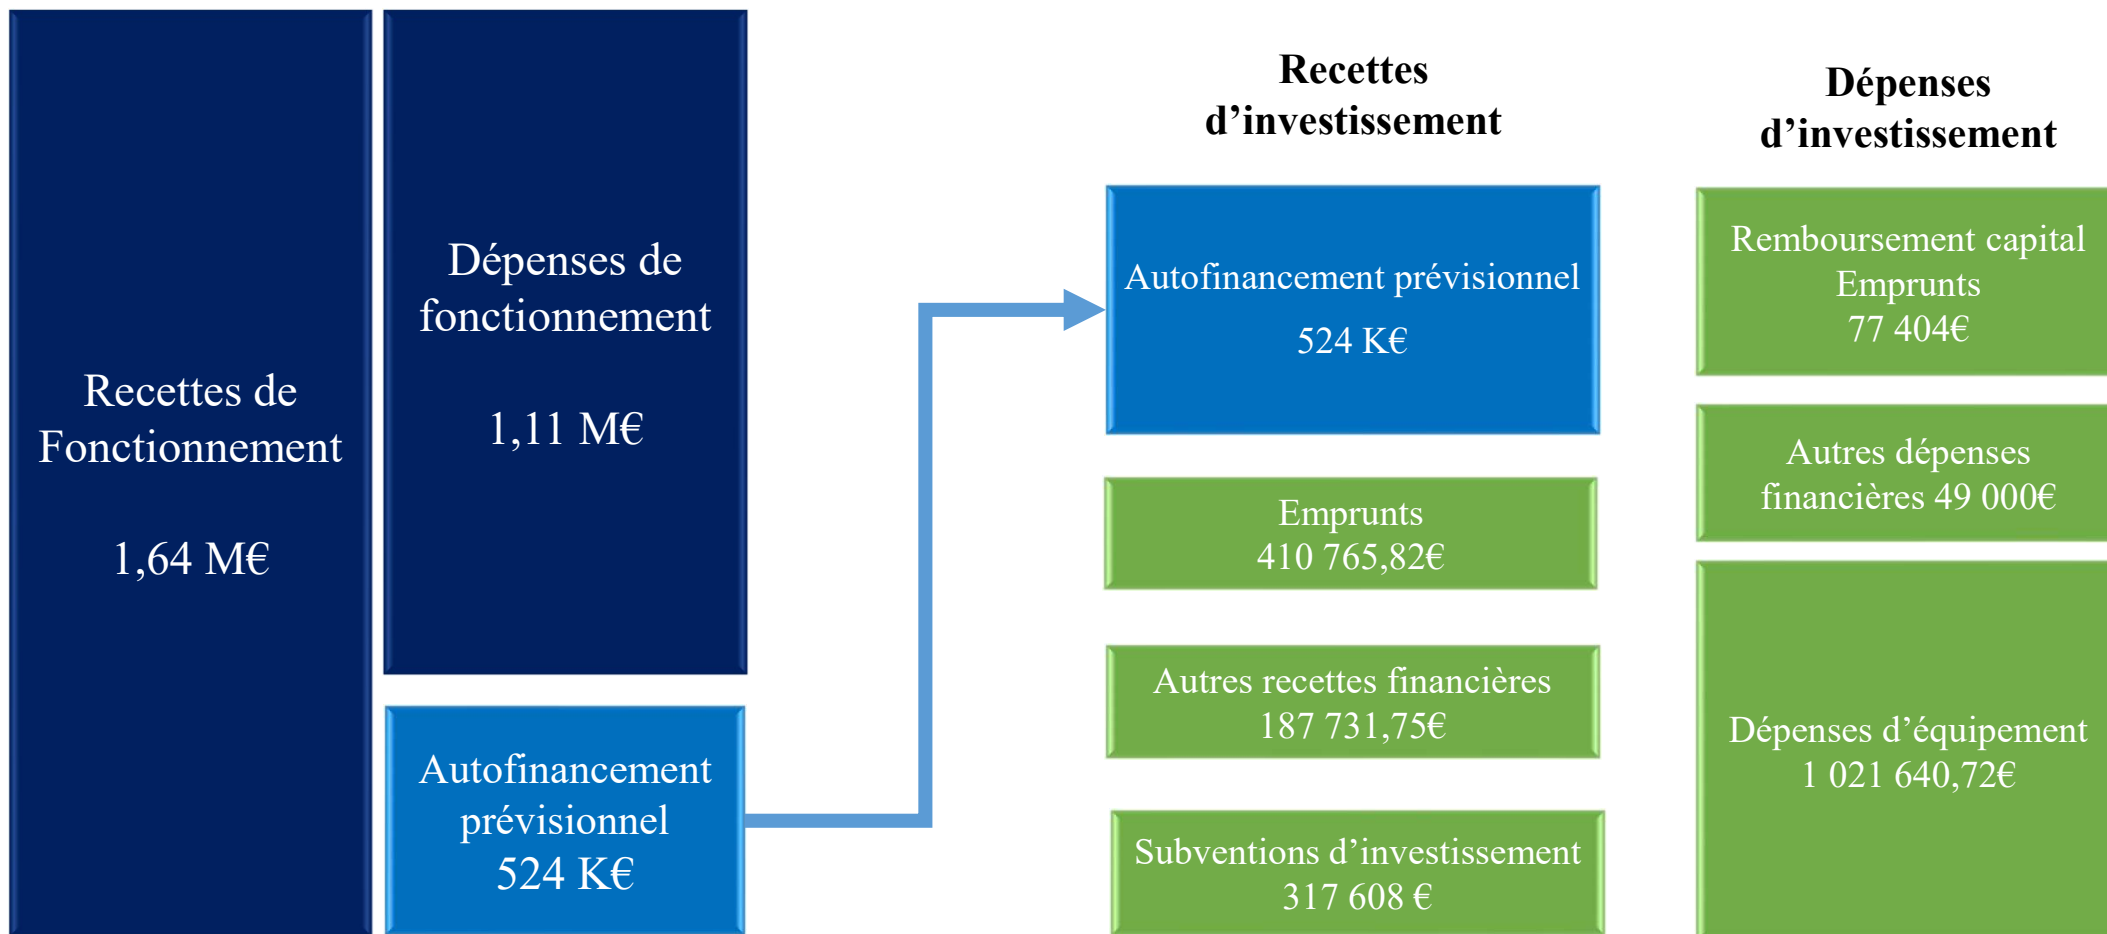 Recettes de
Fonctionnement
1,64 M€
Dépenses de
fonctionnement
1,11 M€
Autofinancement
prévisionnel
524 K€
Recettes
d’investissement
Autofinancement prévisionnel
524 K€
Emprunts
410 765,82€
Autres recettes financières
187 731,75€
Subventions d’investissement
317 608 €
Dépenses
d’investissement
Remboursement capital
Emprunts
77 404€
Autres dépenses
financières 49 000€
Dépenses d’équipement
1 021 640,72€